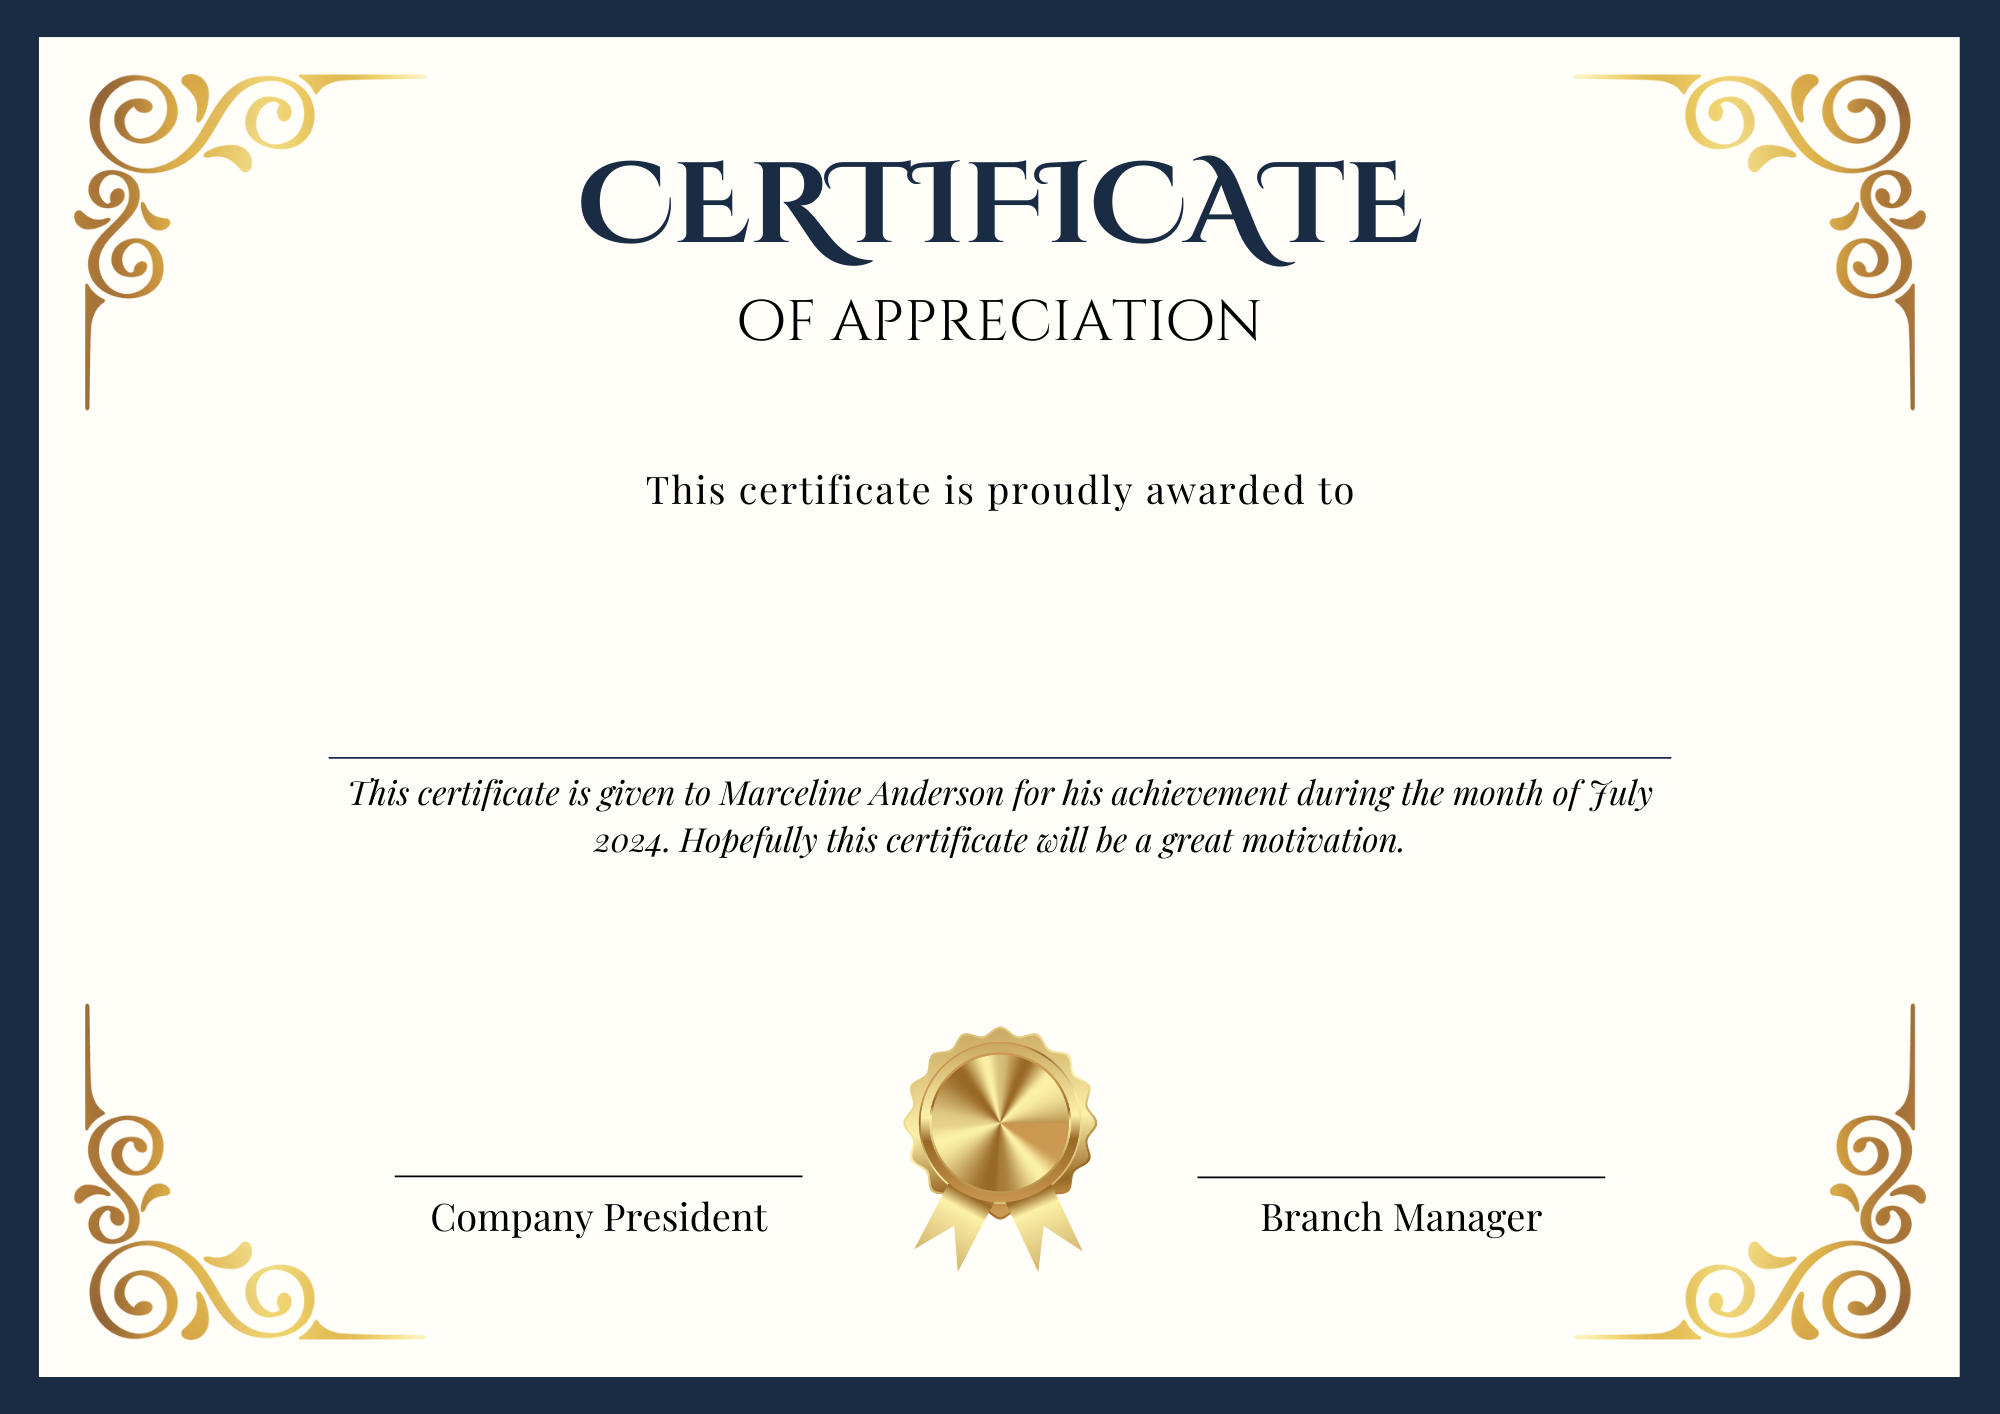 CERTIFICATE
OF APPRECIATION
This certificate is proudly awarded to
This certificate is given to Marceline Anderson for his achievement during the month of July
2024. Hopefully this certificate will be a great motivation.
Company President
Branch Manager